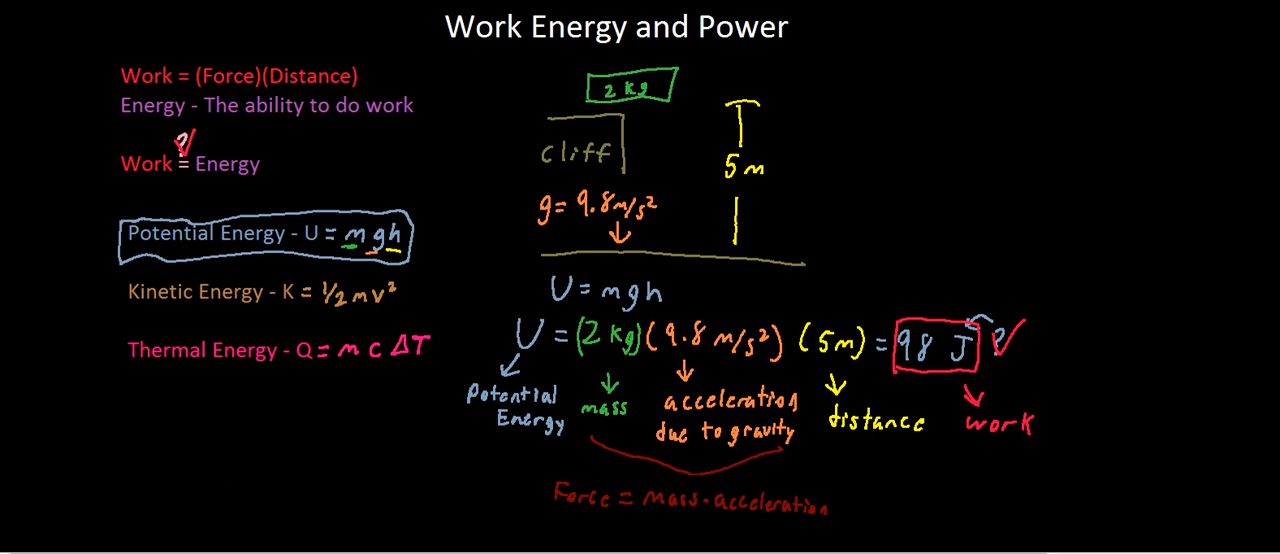 Work Energy and Power
Work = (Force)(Distance)
Energy - The ability to do work
?
Work = Energy
Potential Energy - U = mgh
Kinetic Energy - K = 1/2 mv²
Thermal Energy - Q = m c ΔT
2 Kg
Cliff
5m
g = 9.8 m/s²
U = mgh
U = (2 Kg)(9.8 m/s²) (5m) = 98 J ?
Potential
Energy
mass
acceleration
due to gravity
distance
work
Force = mass · acceleration